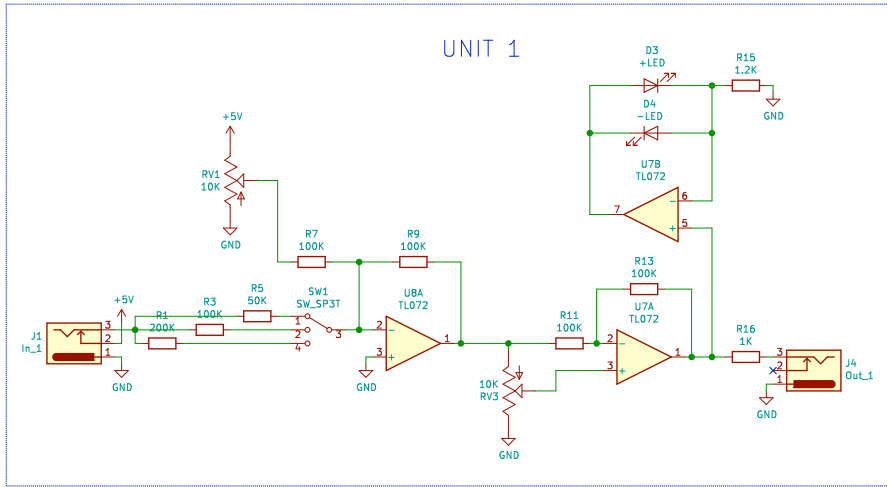 UNIT 1
D3
+LED
R15
1.2K
D4
-LED
GND
+5V
U7B
TL072
RV1
10K
7
6
5
-
+
GND
R7
100K
R9
100K
R13
100K
+5V
R5
50K
SW1
SW_SP3T
U8A
TL072
U7A
TL072
R1
200K
R3
100K
R11
100K
R16
1K
J1
In_1
3
2
1
1
2
4
3
2
3
-
+
1
2
3
-
+
1
3
2
1
J4
Out_1
GND
GND
10K
RV3
GND
GND